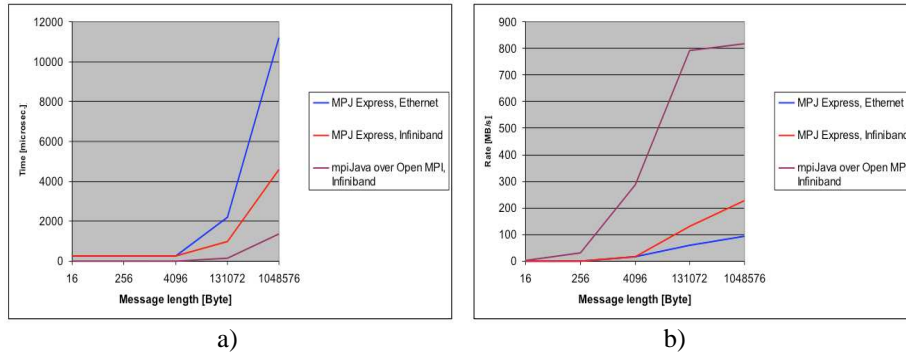 12000
10000
8000
6000
4000
2000
0
Time [microsec.]
16 256 4096 131072 1048576
Message length [Byte]
MPJ Express, Ethernet
MPJ Express, Infiniband
mpiJava over Open MPI,
Infiniband
a)
900
800
700
600
500
400
300
200
100
0
Rate [MB/s]
16 256 4096 131072 1048576
Message length [Byte]
MPJ Express, Ethernet
MPJ Express, Infiniband
mpiJava over Open MP
Infiniband
b)